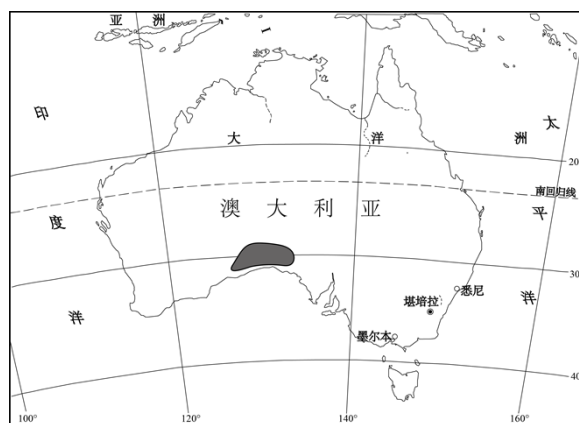 亚 洲
印
度
洋
大 洋 洲
太
平
洋
20
南回归线
澳 大 利 亚
30
堪培拉
悉尼
墨尔本
40
100° 120° 140° 160°